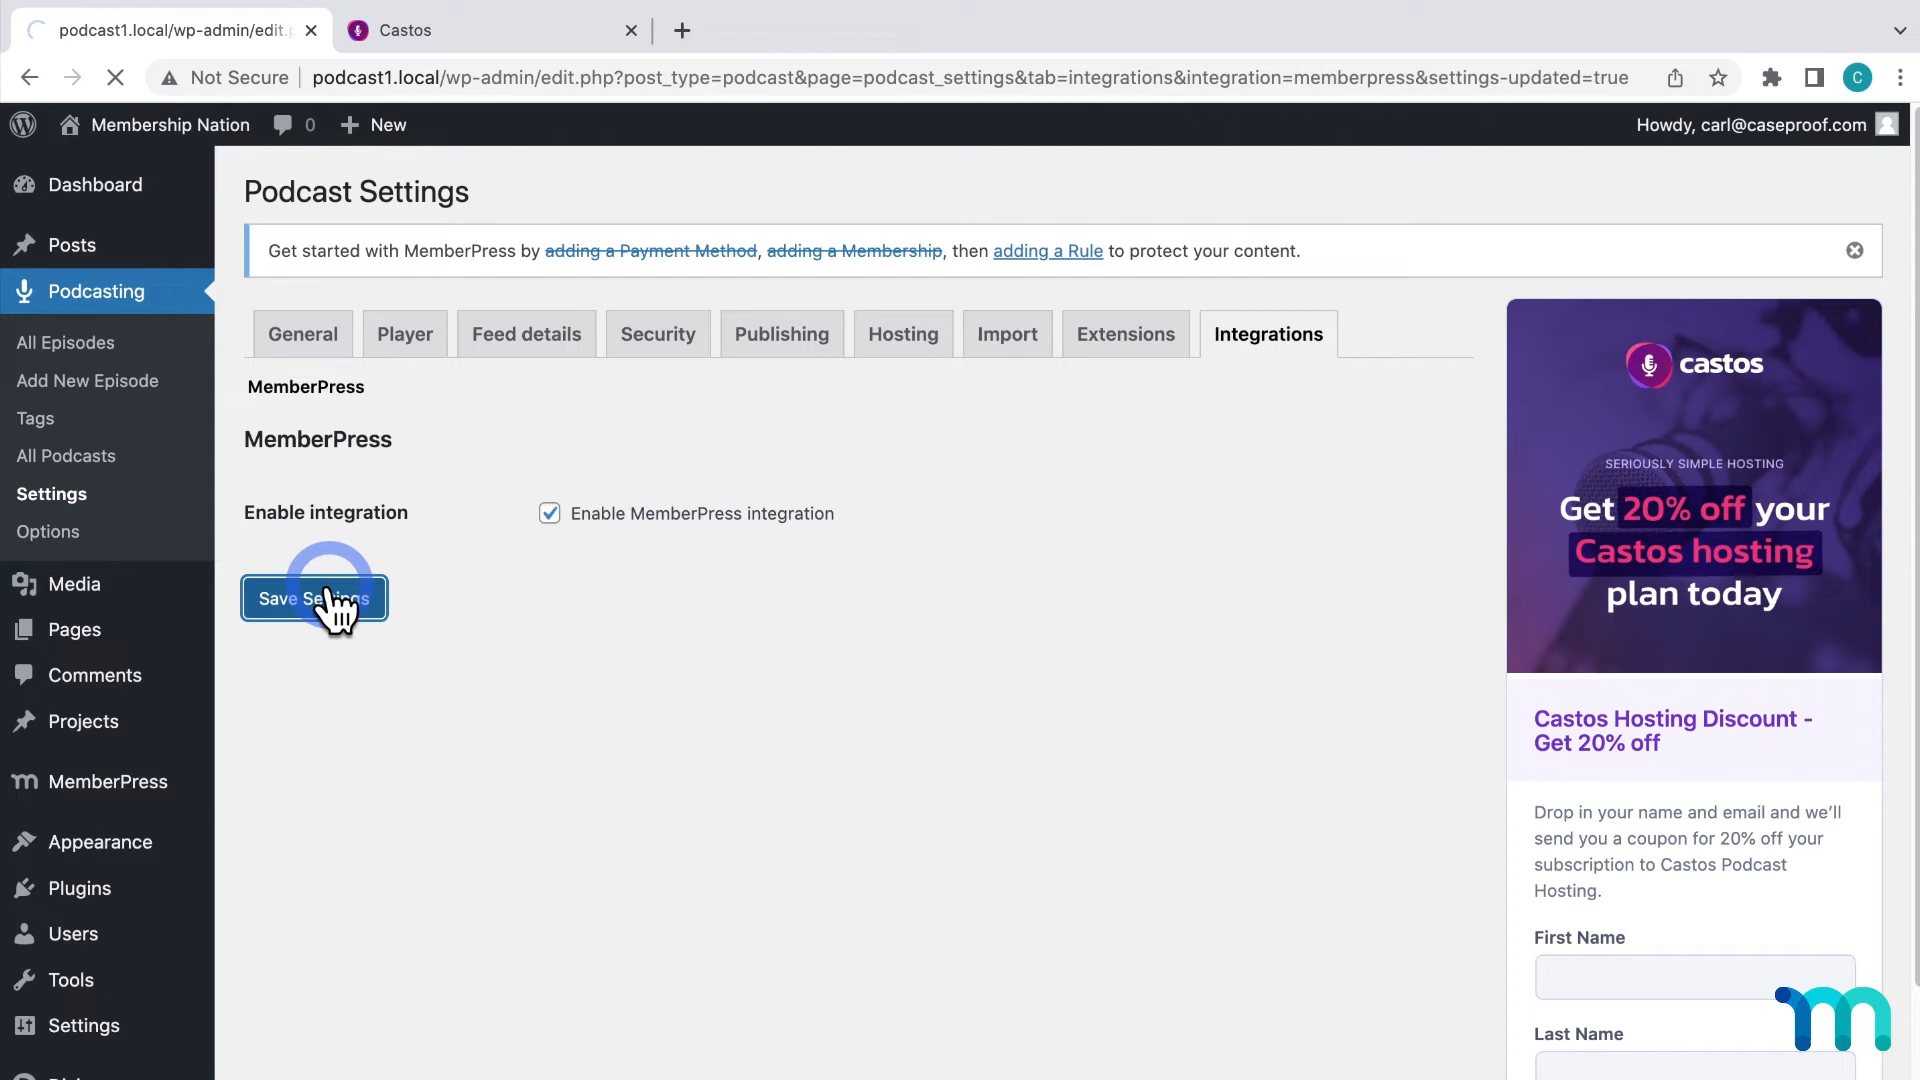 podcast1.local/wp-admin/edit.p
Castos
Not Secure
podcast1.local/wp-admin/edit.php?post_type=podcast&page=podcast_settings&tab=integrations&integration=memberpress&settings-updated=true
C
Membership Nation
0
New
Howdy, carl@caseproof.com
Dashboard
Posts
Podcasting
All Episodes
Add New Episode
Tags
All Podcasts
Settings
Options
Media
Pages
Comments
Projects
MemberPress
Appearance
Plugins
Users
Tools
Settings
Podcast Settings
Get started with MemberPress by adding a Payment Method, adding a Membership, then adding a Rule to protect your content.
General
Player
Feed details
Security
Publishing
Hosting
Import
Extensions
Integrations
MemberPress
MemberPress
Enable integration
Enable MemberPress integration
Save Settings
castos
SERIOUSLY SIMPLE HOSTING
Get 20% off your
Castos hosting
plan today
Castos Hosting Discount -
Get 20% off
Drop in your name and email and we'll
send you a coupon for 20% off your
subscription to Castos Podcast
Hosting.
First Name
Last Name